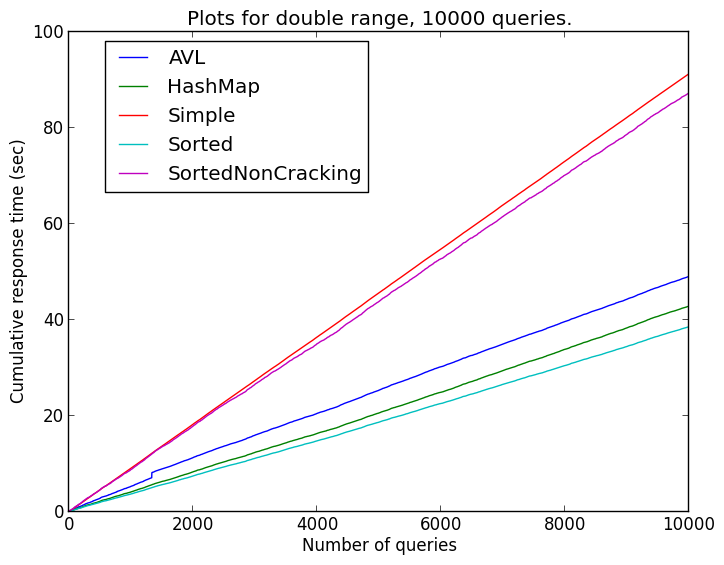 Plots for double range, 10000 queries.
100
80
60
40
20
0
Cumulative response time (sec)
AVL
HashMap
Simple
Sorted
SortedNonCracking
0 2000 4000 6000 8000 10000
Number of queries